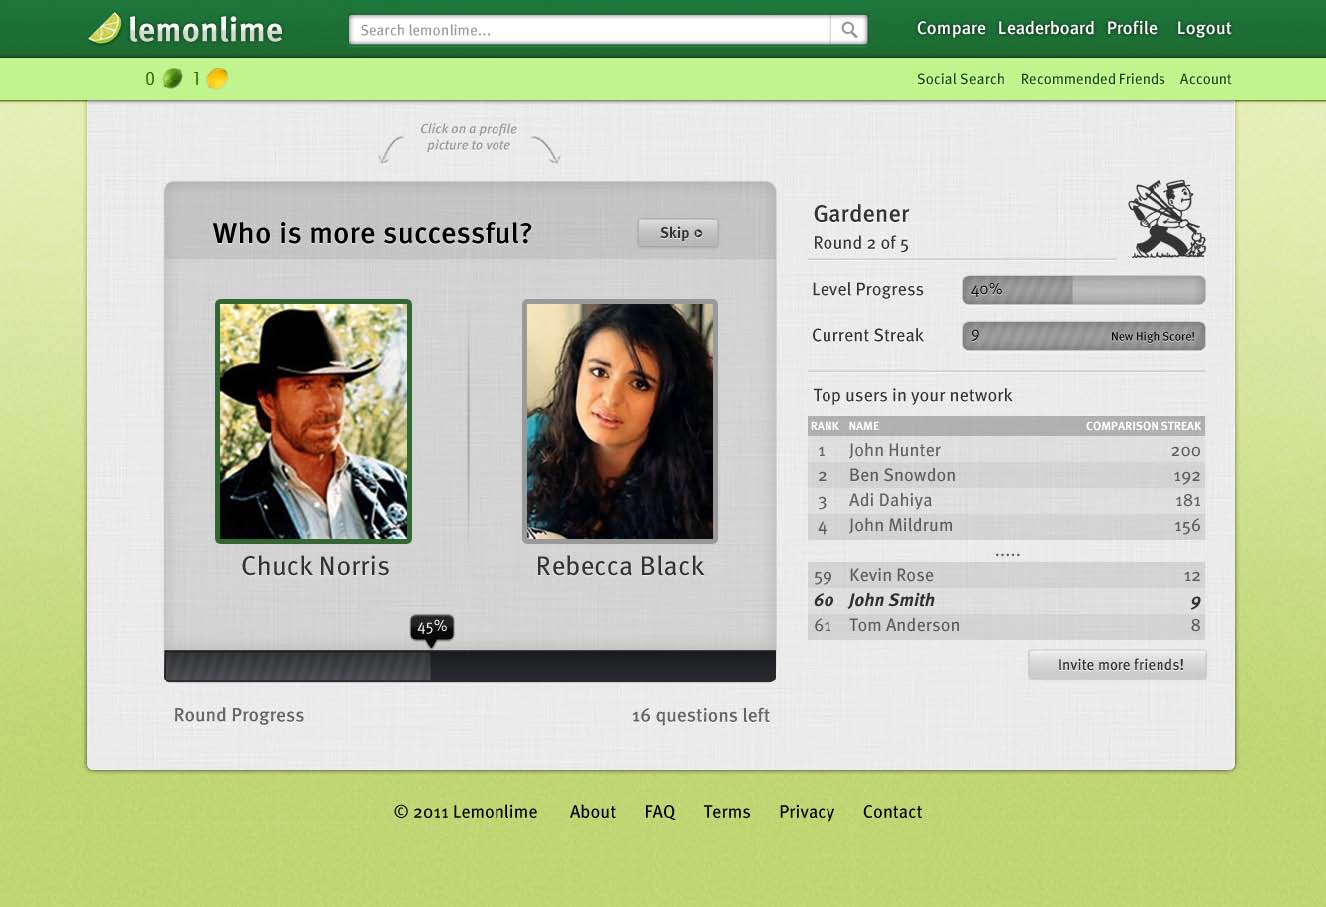 lemonlime
Search lemonlime...
Compare Leaderboard Profile Logout
0 1
Social Search Recommended Friends Account
Click on a profile
picture to vote
Who is more successful?
Skip
Chuck Norris
Rebecca Black
45%
Round Progress
16 questions left
Gardener
Round 2 of 5
Level Progress
40%
Current Streak
9 New High Score!
Top users in your network
RANK NAME COMPARISON STREAK
1 John Hunter 200
2 Ben Snowdon 192
3 Adi Dahiya 181
4 John Mildrum 156
.....
59 Kevin Rose 12
60 John Smith 9
61 Tom Anderson 8
Invite more friends!
© 2011 Lemonlime About FAQ Terms Privacy Contact